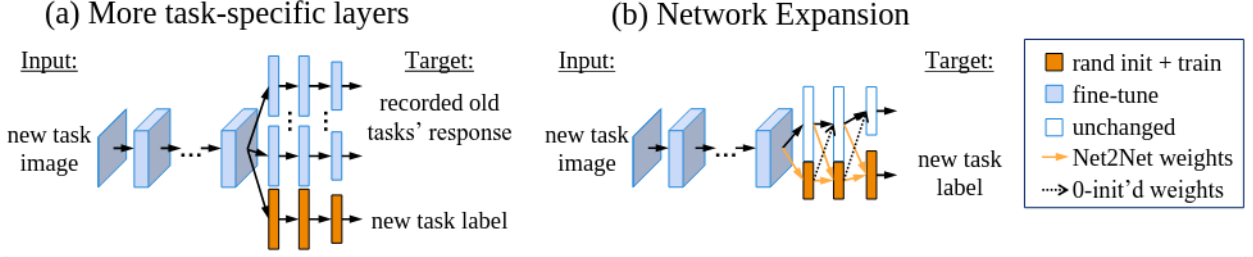 (a) More task-specific layers
Input:
Target:
new task
image
...
recorded old
tasks' response
new task label
(b) Network Expansion
Input:
Target:
new task
image
...
new task
label
rand init + train
fine-tune
unchanged
Net2Net weights
0-init'd weights